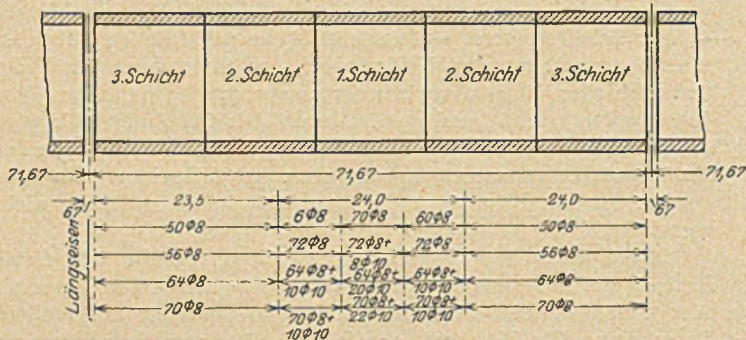 3.Schicht 2.Schicht 1.Schicht 2.Schicht 3.Schicht
71,67 71,67 71,67
67 23,5 24,0 24,0 67
Längseisen
50Φ8 6Φ8 70Φ8 60Φ8 50Φ8
56Φ8 72Φ8 72Φ8+ 72Φ8 56Φ8
8Φ10
64Φ8 64Φ8+ 64Φ8+ 64Φ8+ 64Φ8
10Φ10 20Φ10 10Φ10
70Φ8 70Φ8+ 70Φ8+ 70Φ8+ 70Φ8
10Φ10 22Φ10 10Φ10